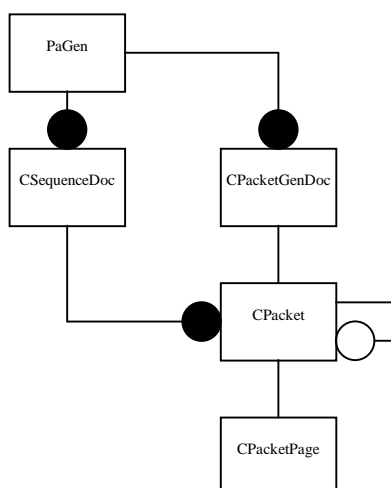 PaGen
CSequenceDoc
CPacketGenDoc
CPacket
CPacketPage